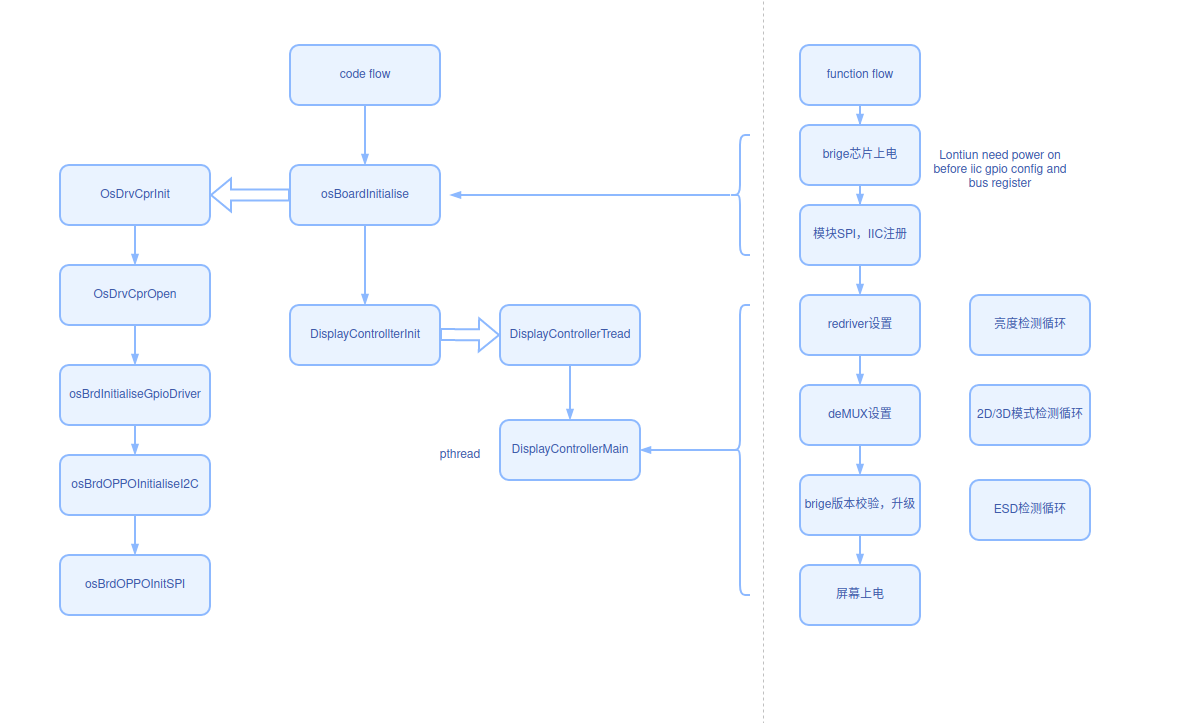 code flow
OsDrvCprInit
osBoardInitialise
OsDrvCprOpen
DisplayControllterInit
DisplayControllerTread
osBrdInitialiseGpioDriver
pthread
DisplayControllerMain
osBrdOPPOInitialiseI2C
osBrdOPPOInitSPI
function flow
brige芯片上电
Lontiun need power on
before iic gpio config and
bus register
模块SPI，IIC注册
redriver设置
亮度检测循环
deMUX设置
2D/3D模式检测循环
brige版本校验，升级
ESD检测循环
屏幕上电